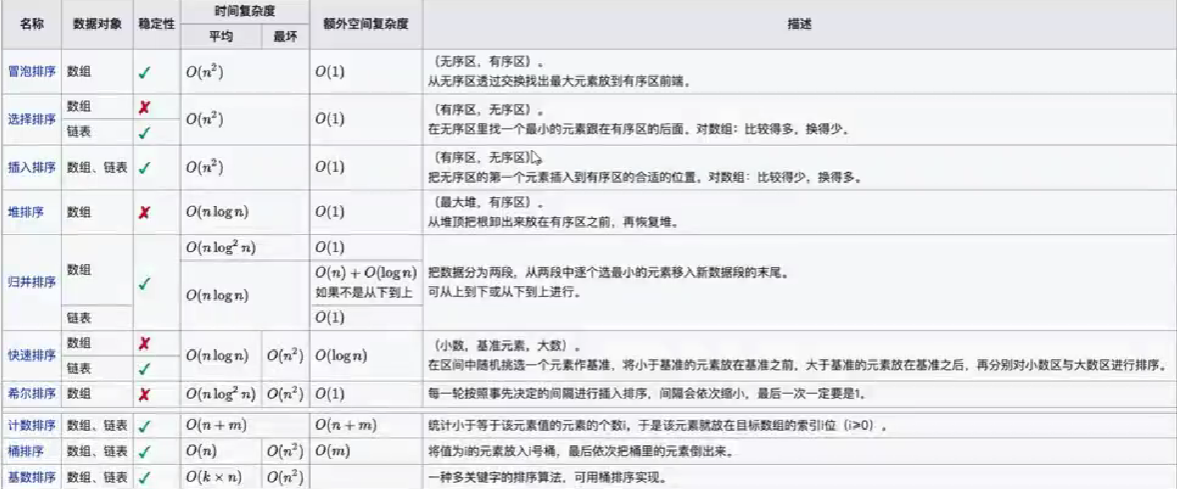 名称 数据对象 稳定性 时间复杂度 额外空间复杂度 描述
平均 最坏
冒泡排序 数组 ✓ O(n²) O(1) (无序区，有序区)。
从无序区透过交换找出最大元素放到有序区前端。
选择排序 数组 ✗ O(n²) O(1) (有序区，无序区)。
链表 ✓ 在无序区里找一个最小的元素跟在有序区的后面。对数组：比较得多，换得少。
插入排序 数组、链表 ✓ O(n²) O(1) (有序区，无序区)
把无序区的第一个元素插入到有序区的合适的位置。对数组：比较得少，换得多。
堆排序 数组 ✗ O(n log n) O(1) (最大堆，有序区)。
从堆顶把根卸出来放在有序区之前，再恢复堆。
归并排序 数组 ✓ O(n log² n) O(1)
O(n log n) O(n) + O(log n) 把数据分为两段，从两段中逐个选最小的元素移入新数据段的末尾。
如果不是从下到上 可从上到下或从下到上进行。
链表 O(1)
快速排序 数组 ✗ O(n log n) O(n²) O(log n) (小数，基准元素，大数)。
链表 ✓ 在区间中随机挑选一个元素作基准，将小于基准的元素放在基准之前，大于基准的元素放在基准之后，再分别对小数区与大数区进行排序。
希尔排序 数组 ✗ O(n log² n) O(n²) O(1) 每一轮按照事先决定的间隔进行插入排序，间隔会依次缩小，最后一次一定要是1。
计数排序 数组、链表 ✓ O(n + m) O(n + m) 统计小于等于该元素值的元素的个数i，于是该元素就放在目标数组的索引i位（i≥0）。
桶排序 数组、链表 ✓ O(n) O(n²) O(m) 将值为i的元素放入i号桶，最后依次把桶里的元素倒出来。
基数排序 数组、链表 ✓ O(k × n) O(n²) 一种多关键字的排序算法，可用桶排序实现。